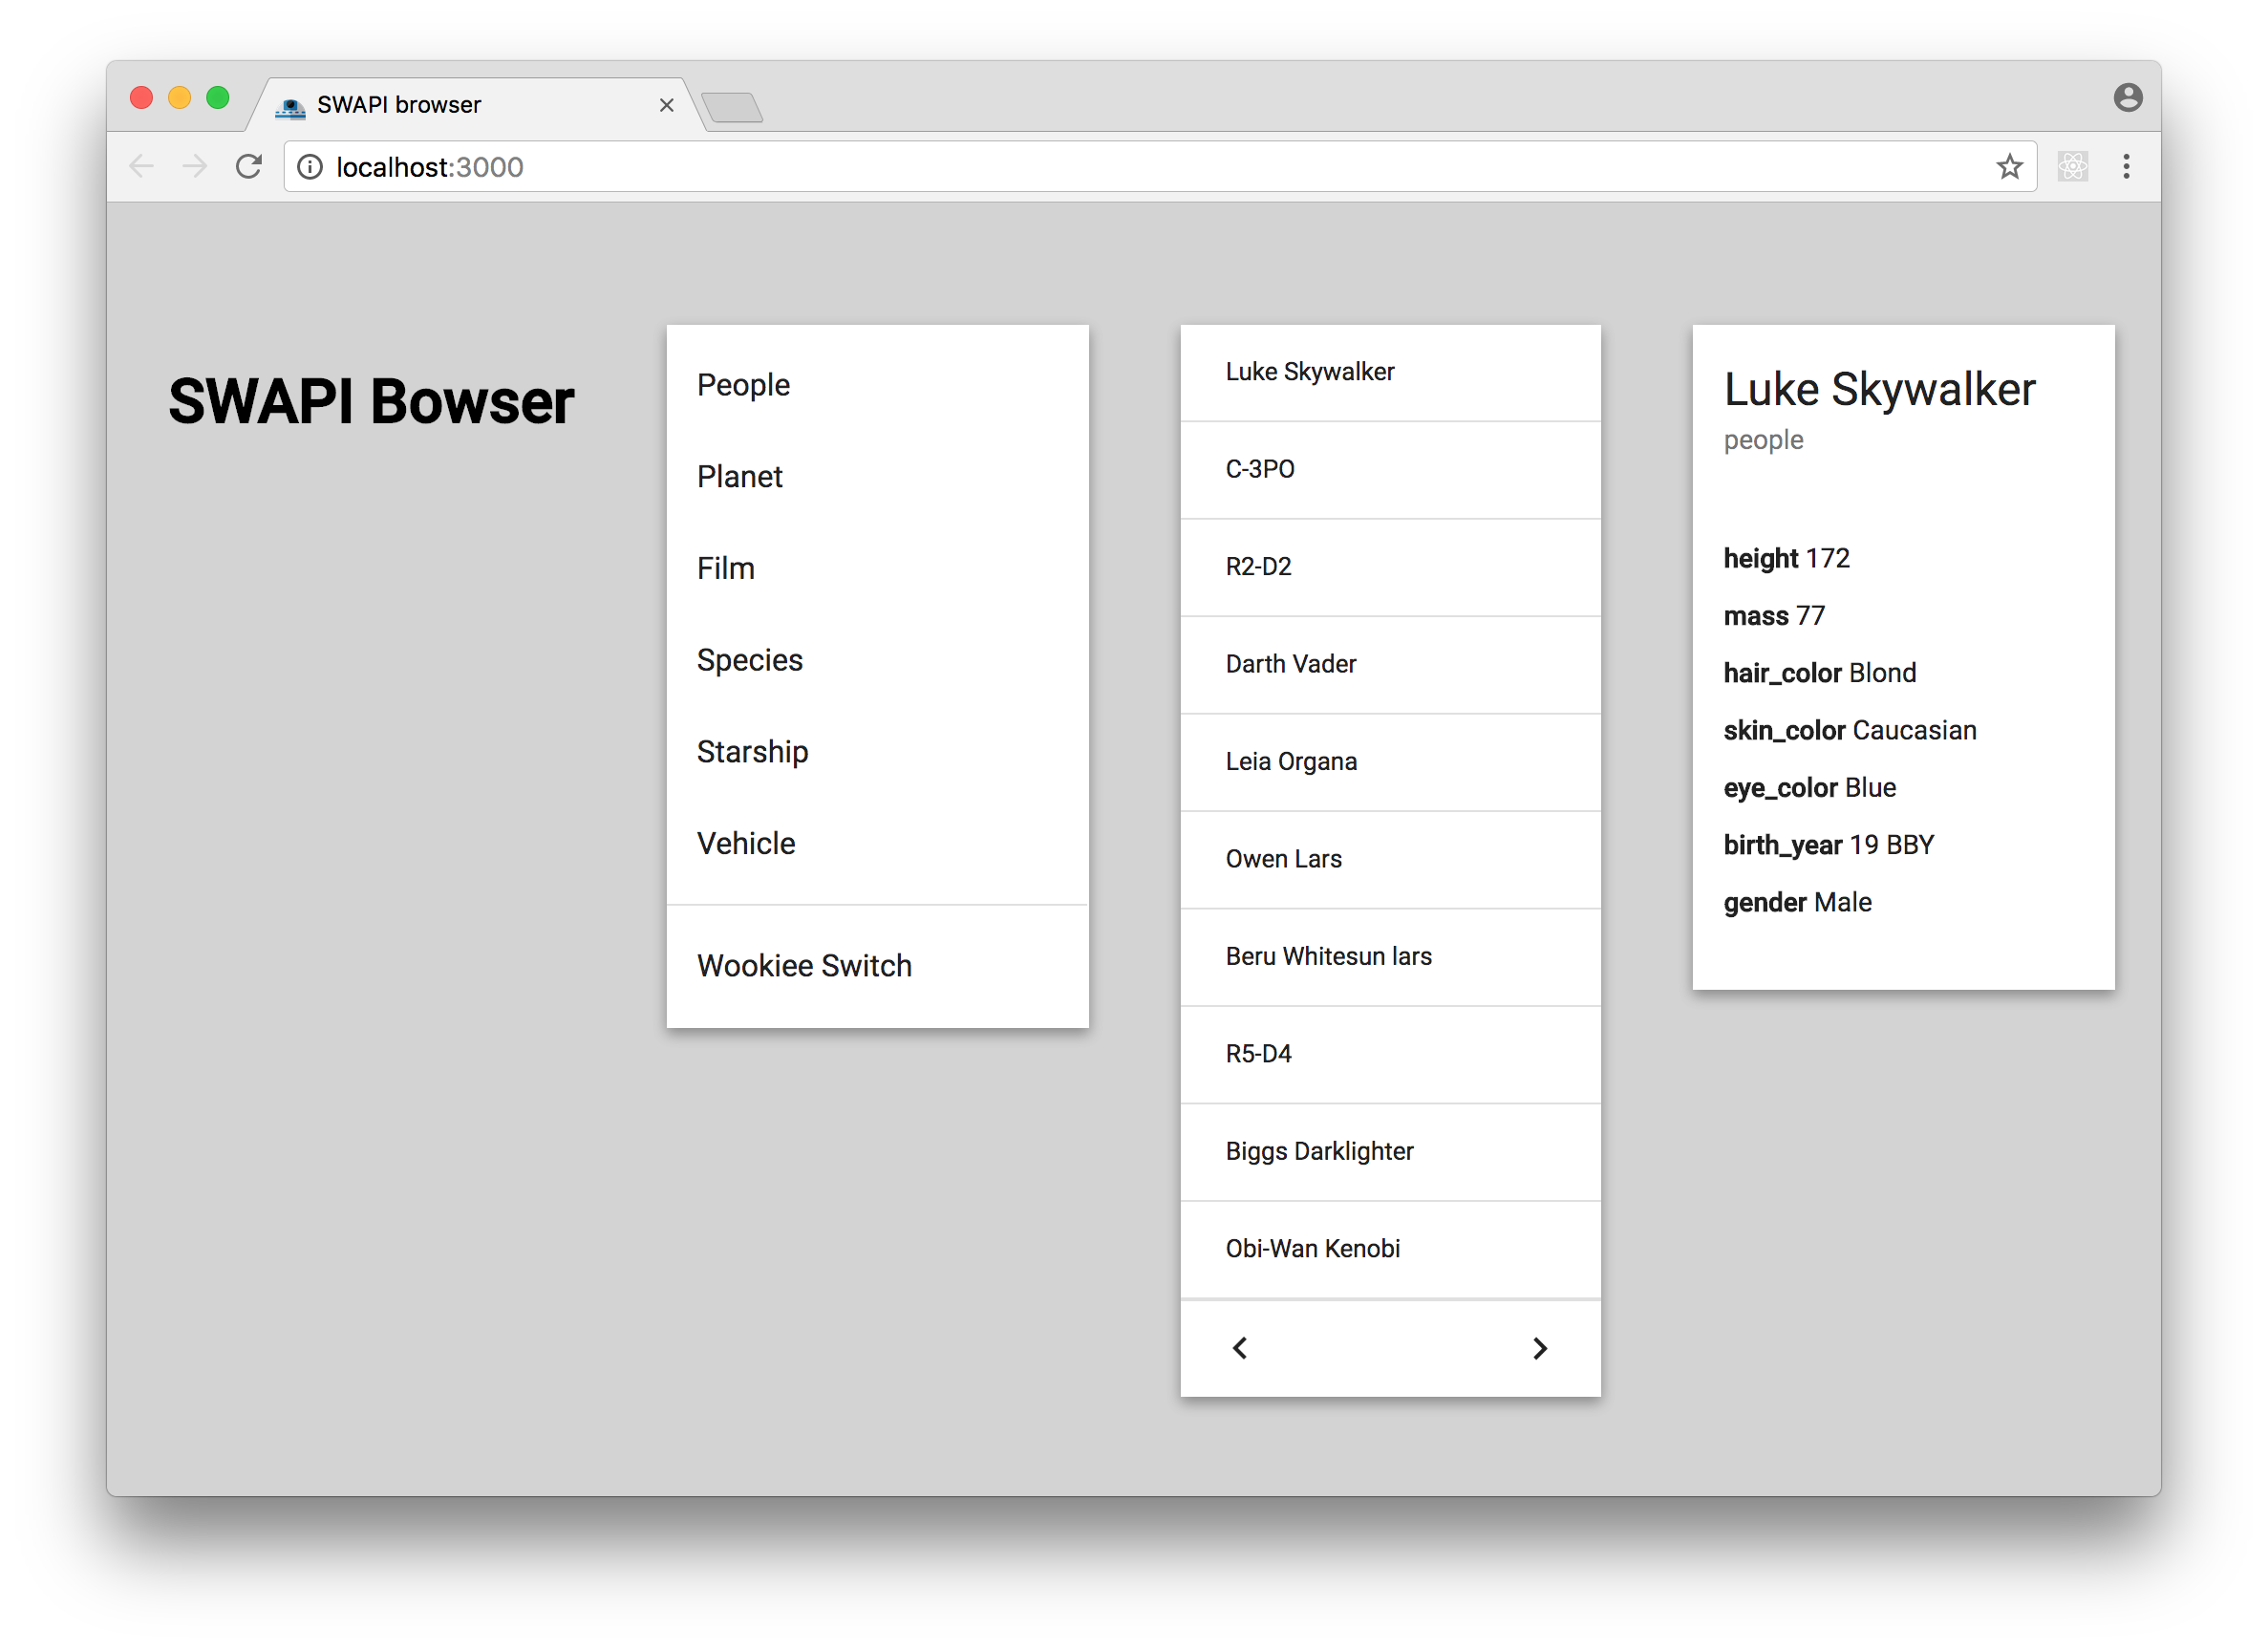 SWAPI browser
localhost:3000
SWAPI Bowser
People
Planet
Film
Species
Starship
Vehicle
Wookiee Switch
Luke Skywalker
C-3PO
R2-D2
Darth Vader
Leia Organa
Owen Lars
Beru Whitesun lars
R5-D4
Biggs Darklighter
Obi-Wan Kenobi
Luke Skywalker
people
height 172
mass 77
hair_color Blond
skin_color Caucasian
eye_color Blue
birth_year 19 BBY
gender Male